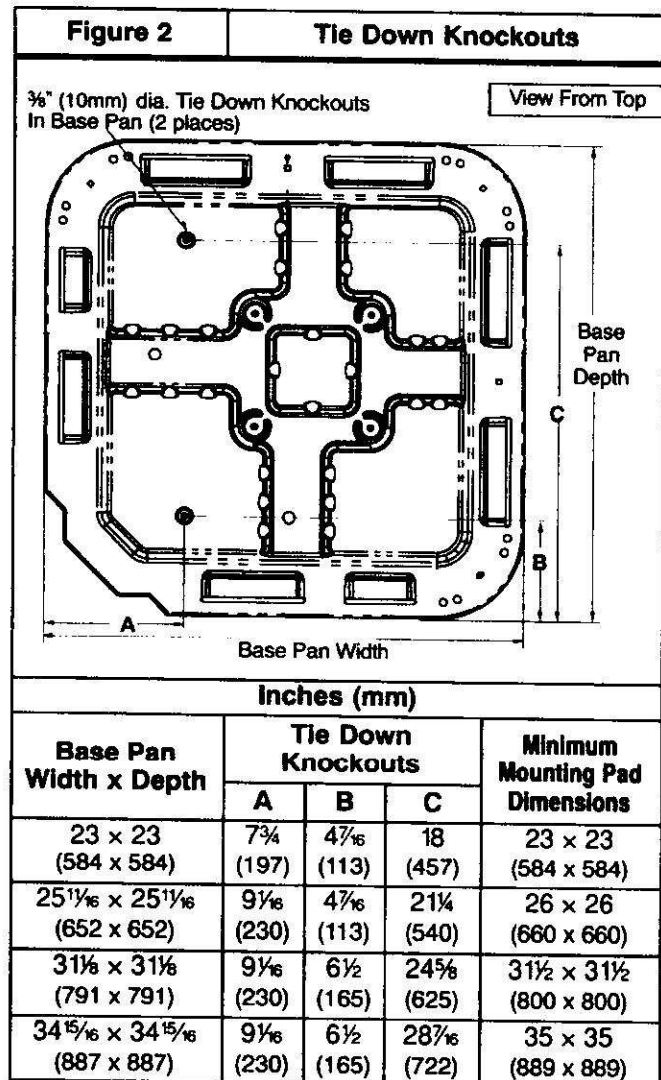 Figure 2
Tie Down Knockouts
⅜" (10mm) dia. Tie Down Knockouts
In Base Pan (2 places)
View From Top
Base
Pan
Depth
C
B
A
Base Pan Width
Inches (mm)
Base Pan
Width x Depth
Tie Down
Knockouts
Minimum
Mounting Pad
Dimensions
A B C
23 × 23 7¾ 4⁷⁄₁₆ 18 23 × 23
(584 × 584) (197) (113) (457) (584 × 584)
25¹¹⁄₁₆ × 25¹¹⁄₁₆ 9¹⁄₁₆ 4⁷⁄₁₆ 21¼ 26 × 26
(652 x 652) (230) (113) (540) (660 x 660)
31⅛ × 31⅛ 9¹⁄₁₆ 6½ 24⅝ 31½ × 31½
(791 x 791) (230) (165) (625) (800 x 800)
34¹⁵⁄₁₆ × 34¹⁵⁄₁₆ 9¹⁄₁₆ 6½ 28⁷⁄₁₆ 35 × 35
(887 × 887) (230) (165) (722) (889 × 889)